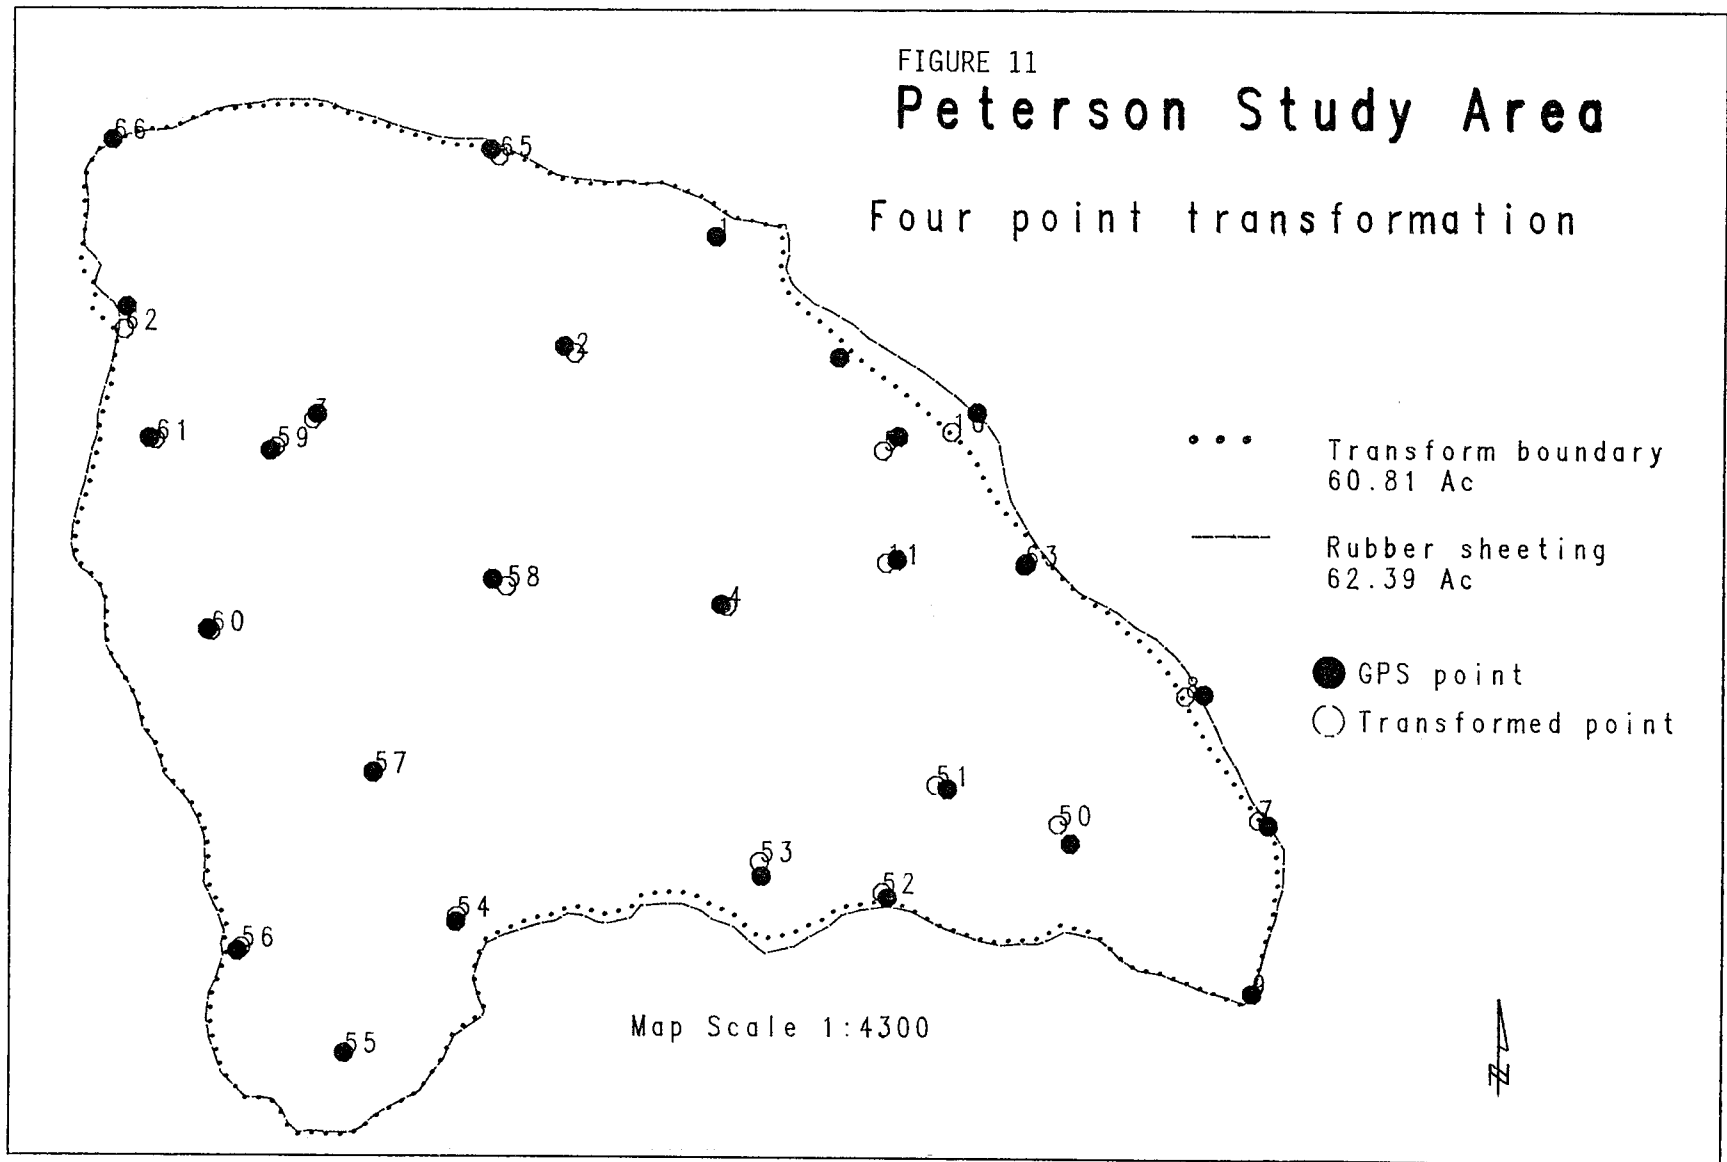 FIGURE 11
Peterson Study Area
Four point transformation
66
65
1
62
2
61
59
3
10
11
63
58
4
60
8
57
51
50
7
53
52
54
56
9
55
Transform boundary
60.81 Ac
Rubber sheeting
62.39 Ac
GPS point
Transformed point
Map Scale 1:4300